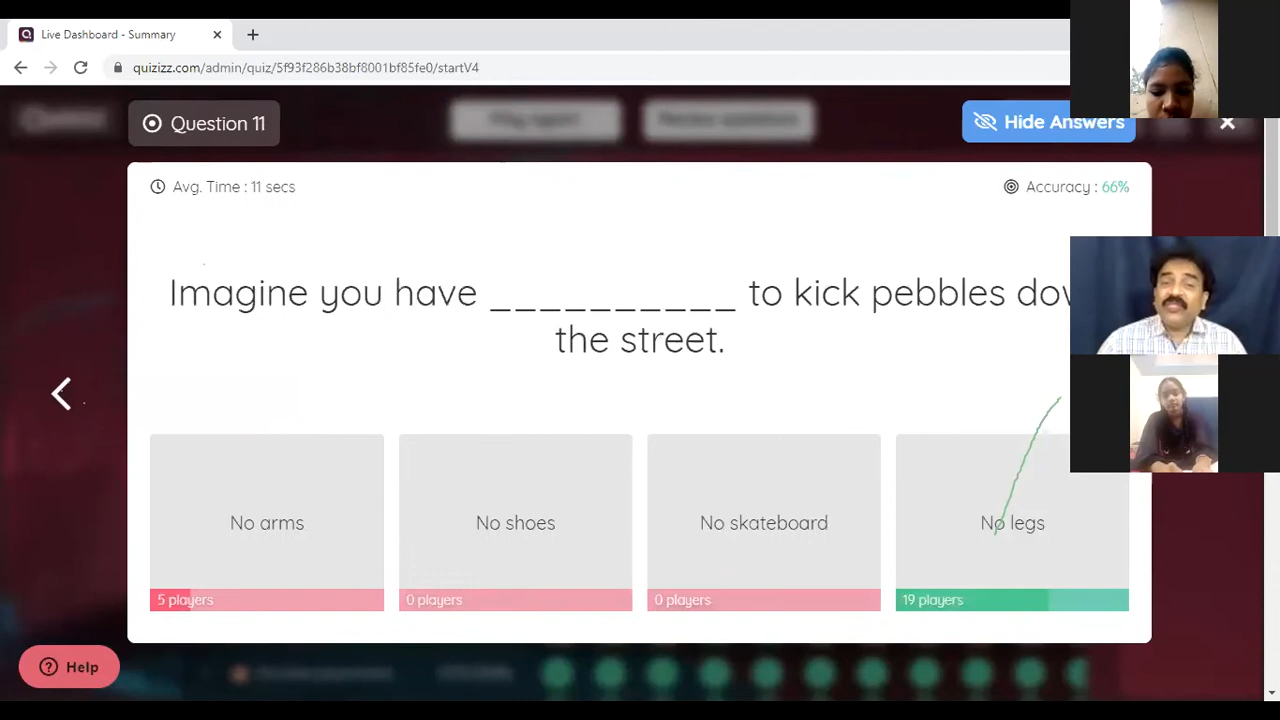 Live Dashboard - Summary
quizizz.com/admin/quiz/5f93f286b38bf8001bf85fe0/startV4
Question 11
Hide Answers
Avg. Time : 11 secs
Accuracy : 66%
Imagine you have __________ to kick pebbles dow
the street.
No arms
No shoes
No skateboard
No legs
5 players
0 players
0 players
19 players
Help